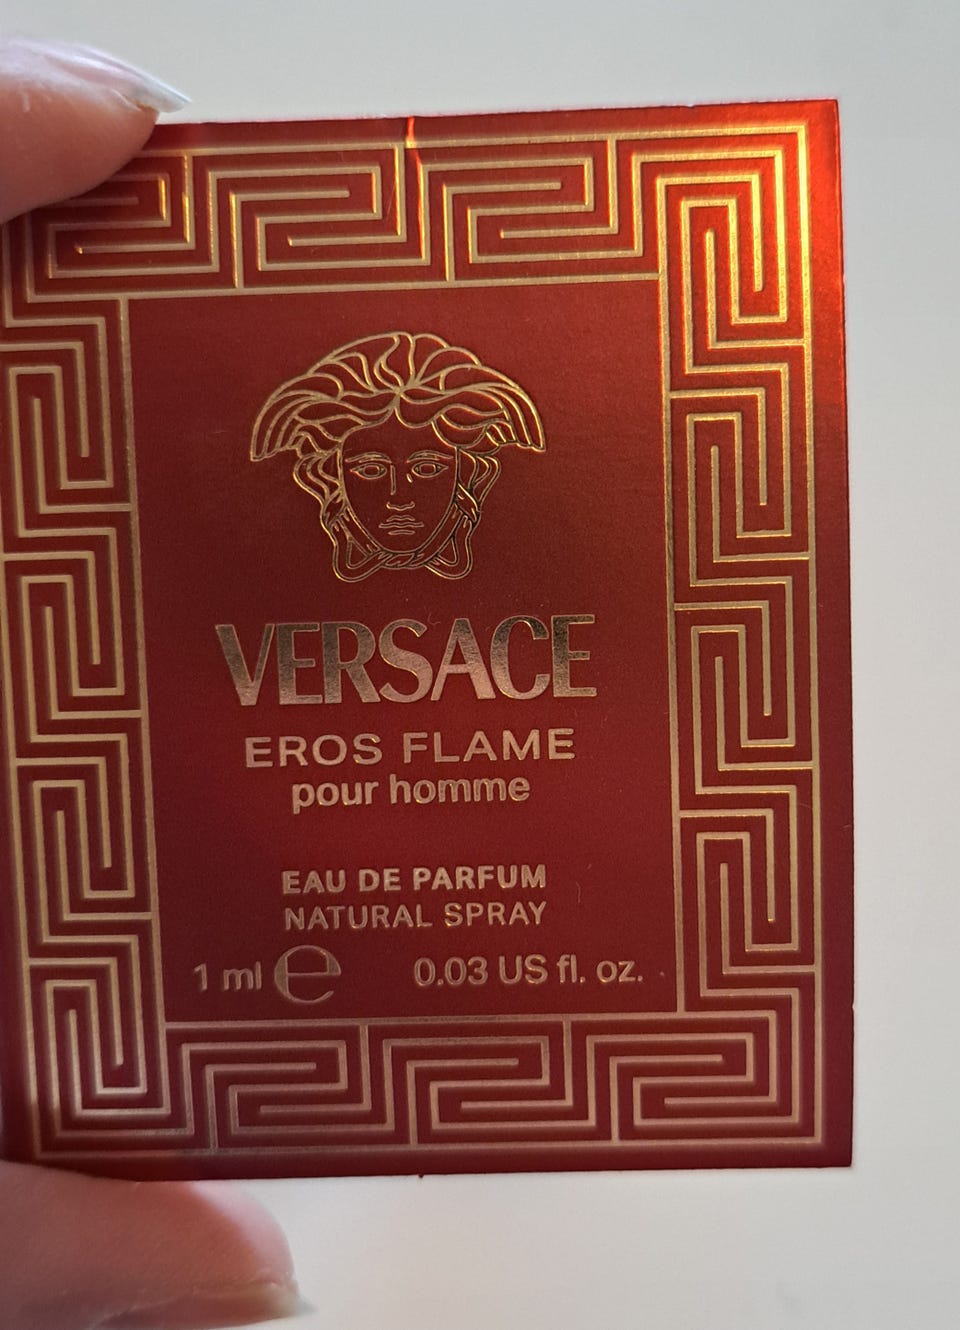 VERSACE
EROS FLAME
pour homme
EAU DE PARFUM
NATURAL SPRAY
1 ml ℮ 0.03 US fl. oz.